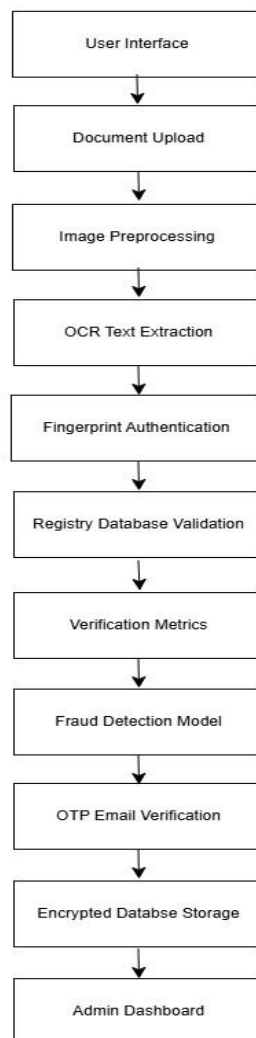 User Interface
Document Upload
Image Preprocessing
OCR Text Extraction
Fingerprint Authentication
Registry Database Validation
Verification Metrics
Fraud Detection Model
OTP Email Verification
Encrypted Databse Storage
Admin Dashboard